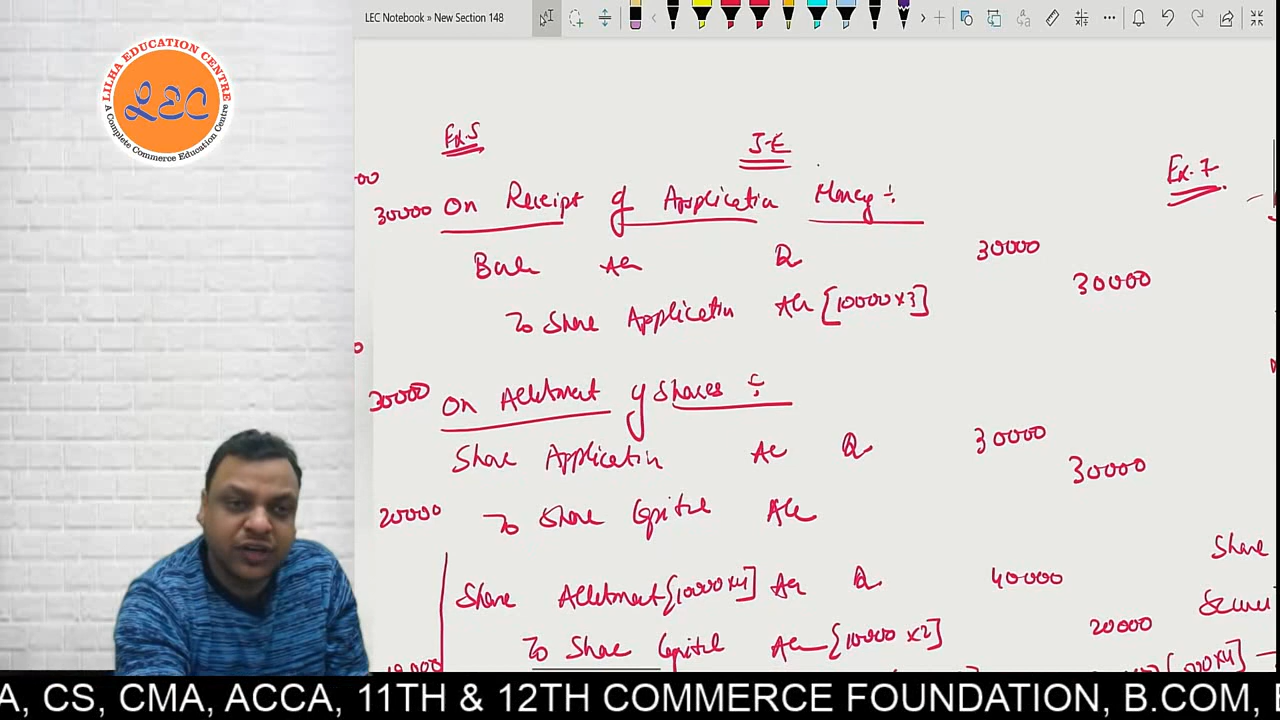 LEC Notebook » New Section 148
LILHA EDUCATION CENTRE
LEC
A Complete Commerce Education Centre
Ex.5
J.E
Ex.7
30000 On Receipt of Application Money ÷
Bank A/c Dr 30000
To Share Application A/c [10000×3] 30000
30000 On Allotment of Shares ÷
Share Application A/c Dr 30000
30000
20000 To Share Capital A/c
Share
Share Allotment [10000×4] A/c Dr 40000
To Share Capital A/c [10000×2] 20000
A, CS, CMA, ACCA, 11TH & 12TH COMMERCE FOUNDATION, B.COM,